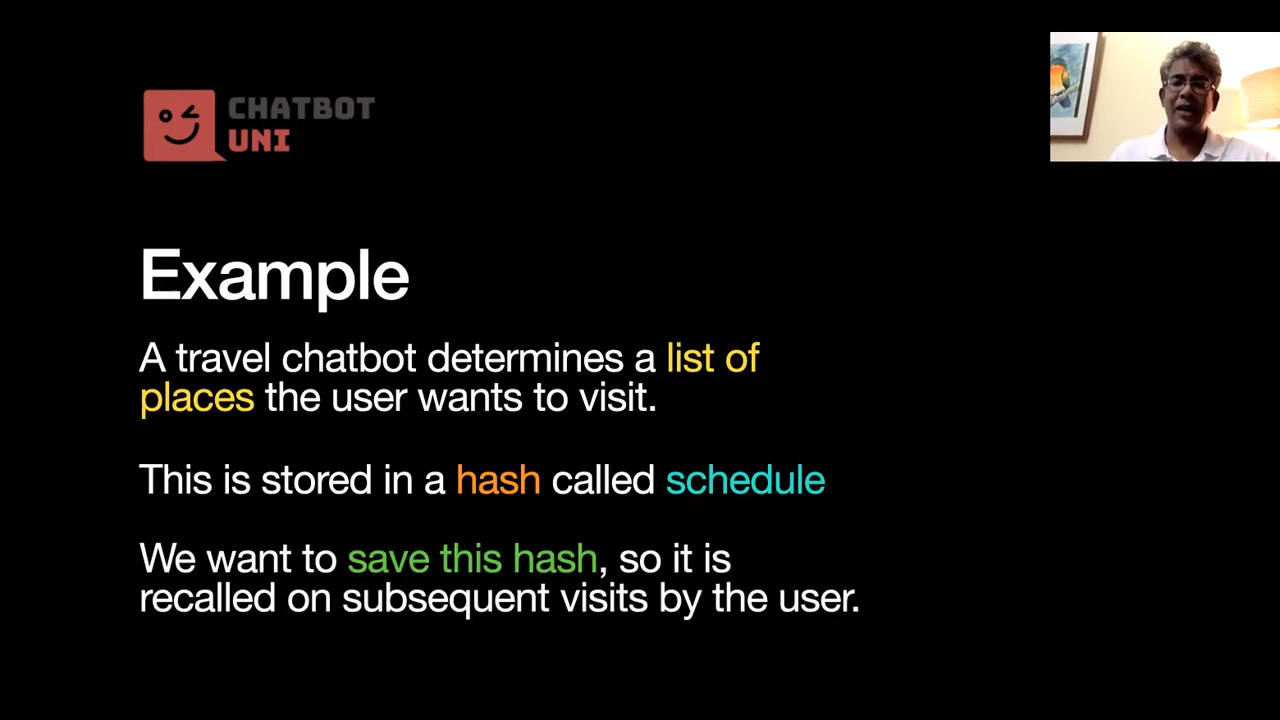 CHATBOT
UNI
Example
A travel chatbot determines a list of
places the user wants to visit.
This is stored in a hash called schedule
We want to save this hash, so it is
recalled on subsequent visits by the user.